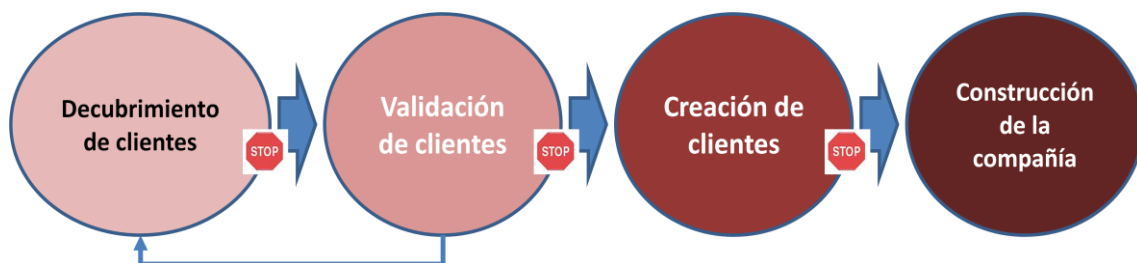 Decubrimiento
de clientes
STOP
Validación
de clientes
STOP
Creación de
clientes
STOP
Construcción
de la
compañía